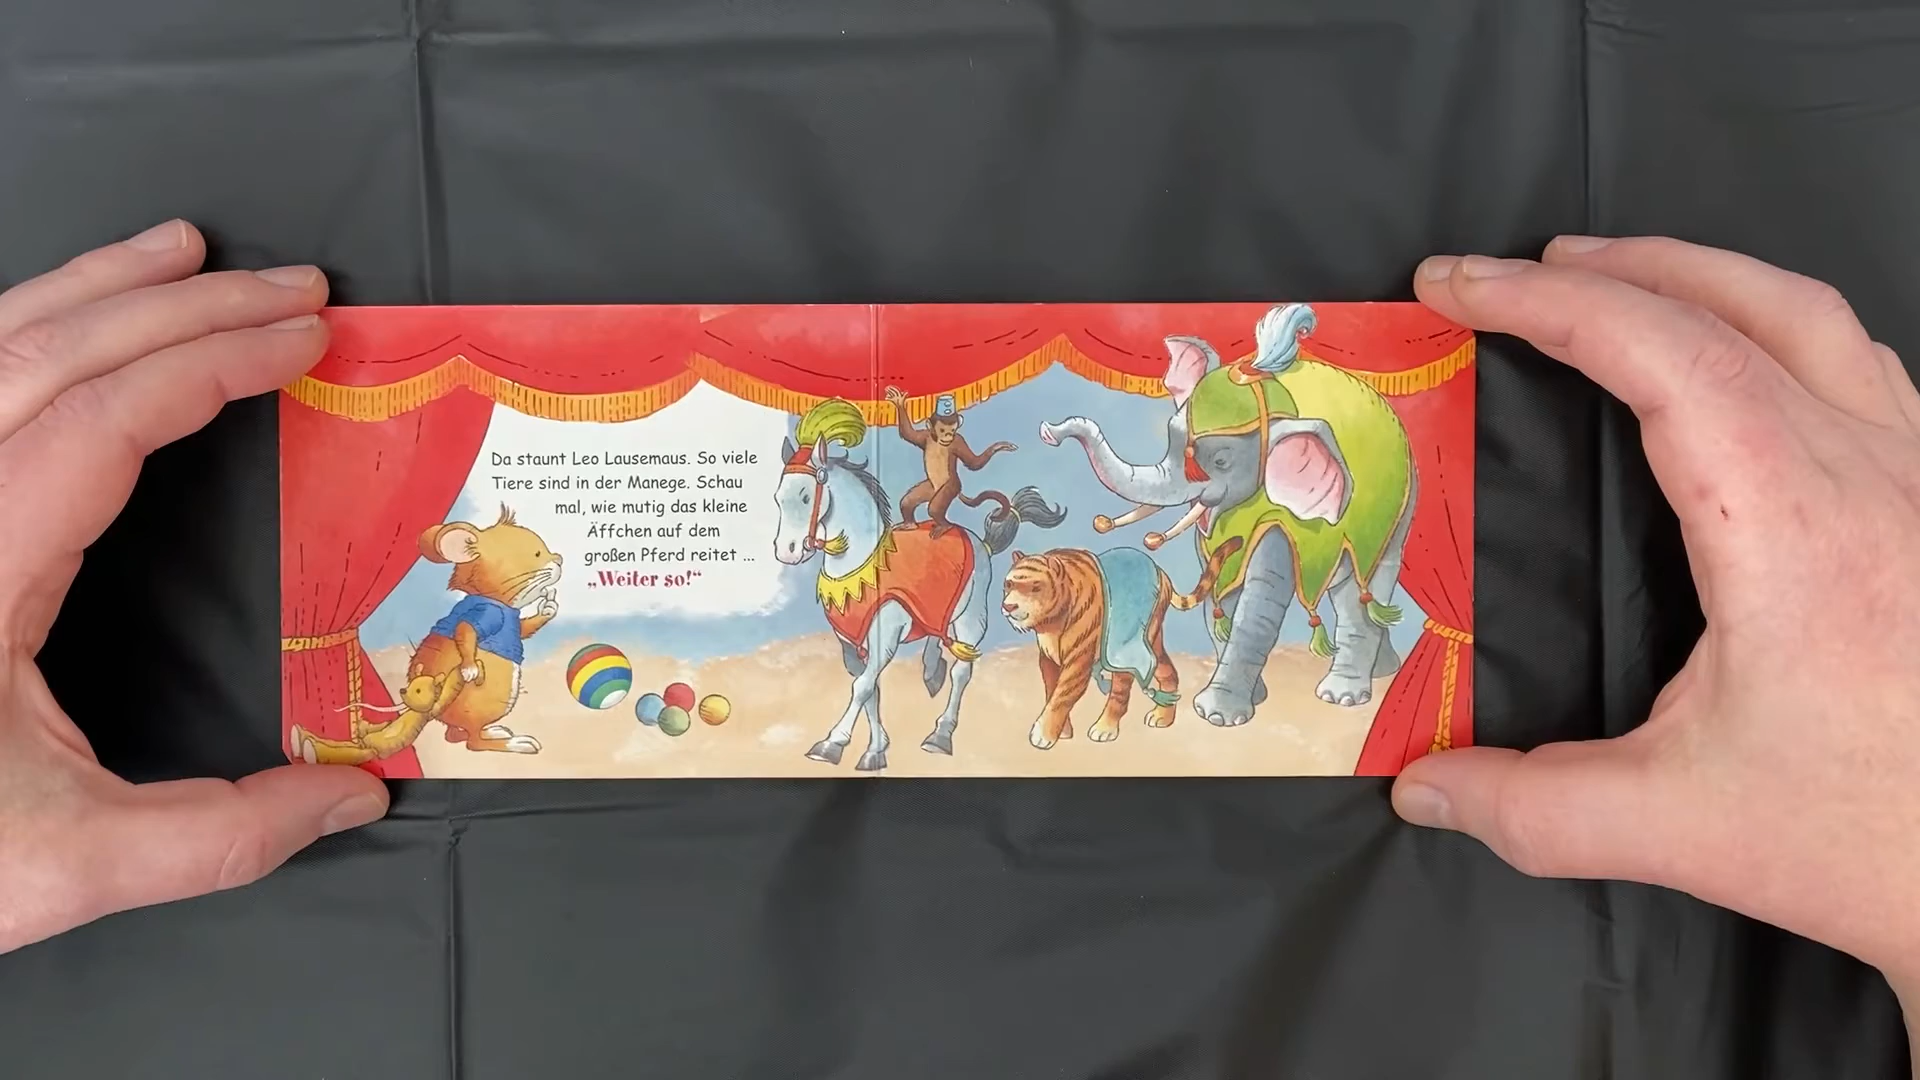 Da staunt Leo Lausemaus. So viele
Tiere sind in der Manege. Schau
mal, wie mutig das kleine
Äffchen auf dem
großen Pferd reitet ...
„Weiter so!“